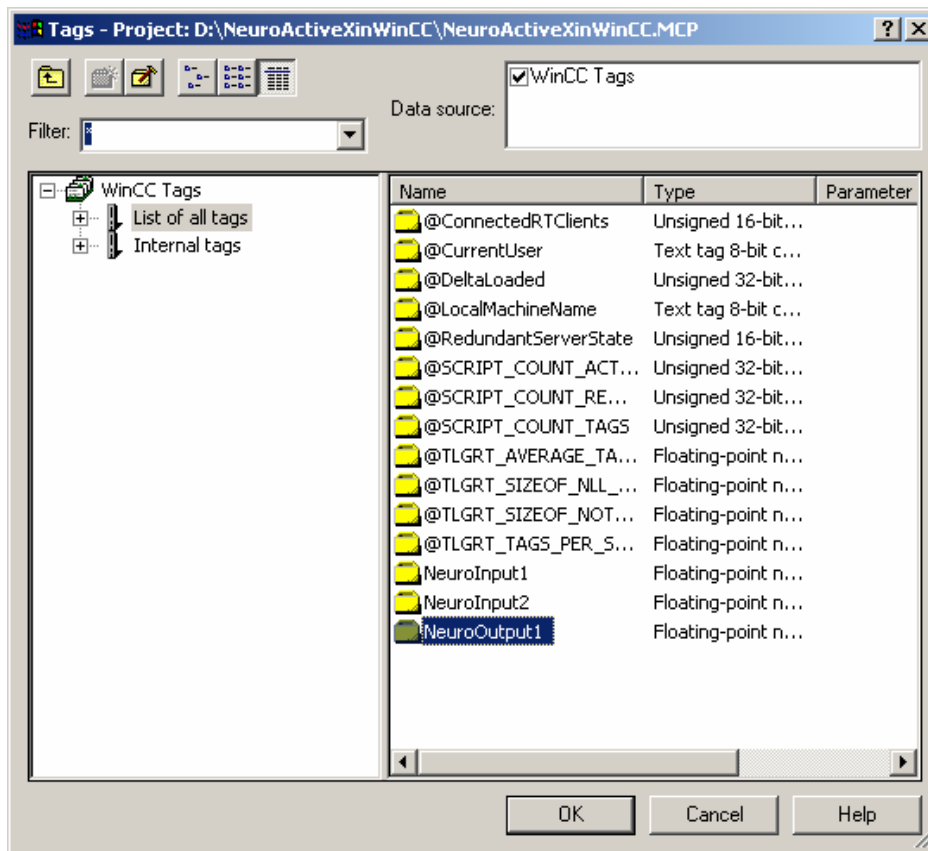 Tags - Project: D:\NeuroActiveXinWinCC\NeuroActiveXinWinCC.MCP
WinCC Tags
Data source:
Filter: *
WinCC Tags
List of all tags
Internal tags
Name Type Parameter
@ConnectedRTClients Unsigned 16-bit...
@CurrentUser Text tag 8-bit c...
@DeltaLoaded Unsigned 32-bit...
@LocalMachineName Text tag 8-bit c...
@RedundantServerState Unsigned 16-bit...
@SCRIPT_COUNT_ACT... Unsigned 32-bit...
@SCRIPT_COUNT_RE... Unsigned 32-bit...
@SCRIPT_COUNT_TAGS Unsigned 32-bit...
@TLGRT_AVERAGE_TA... Floating-point n...
@TLGRT_SIZEOF_NLL_... Floating-point n...
@TLGRT_SIZEOF_NOT... Floating-point n...
@TLGRT_TAGS_PER_S... Floating-point n...
NeuroInput1 Floating-point n...
NeuroInput2 Floating-point n...
NeuroOutput1 Floating-point n...
OK Cancel Help